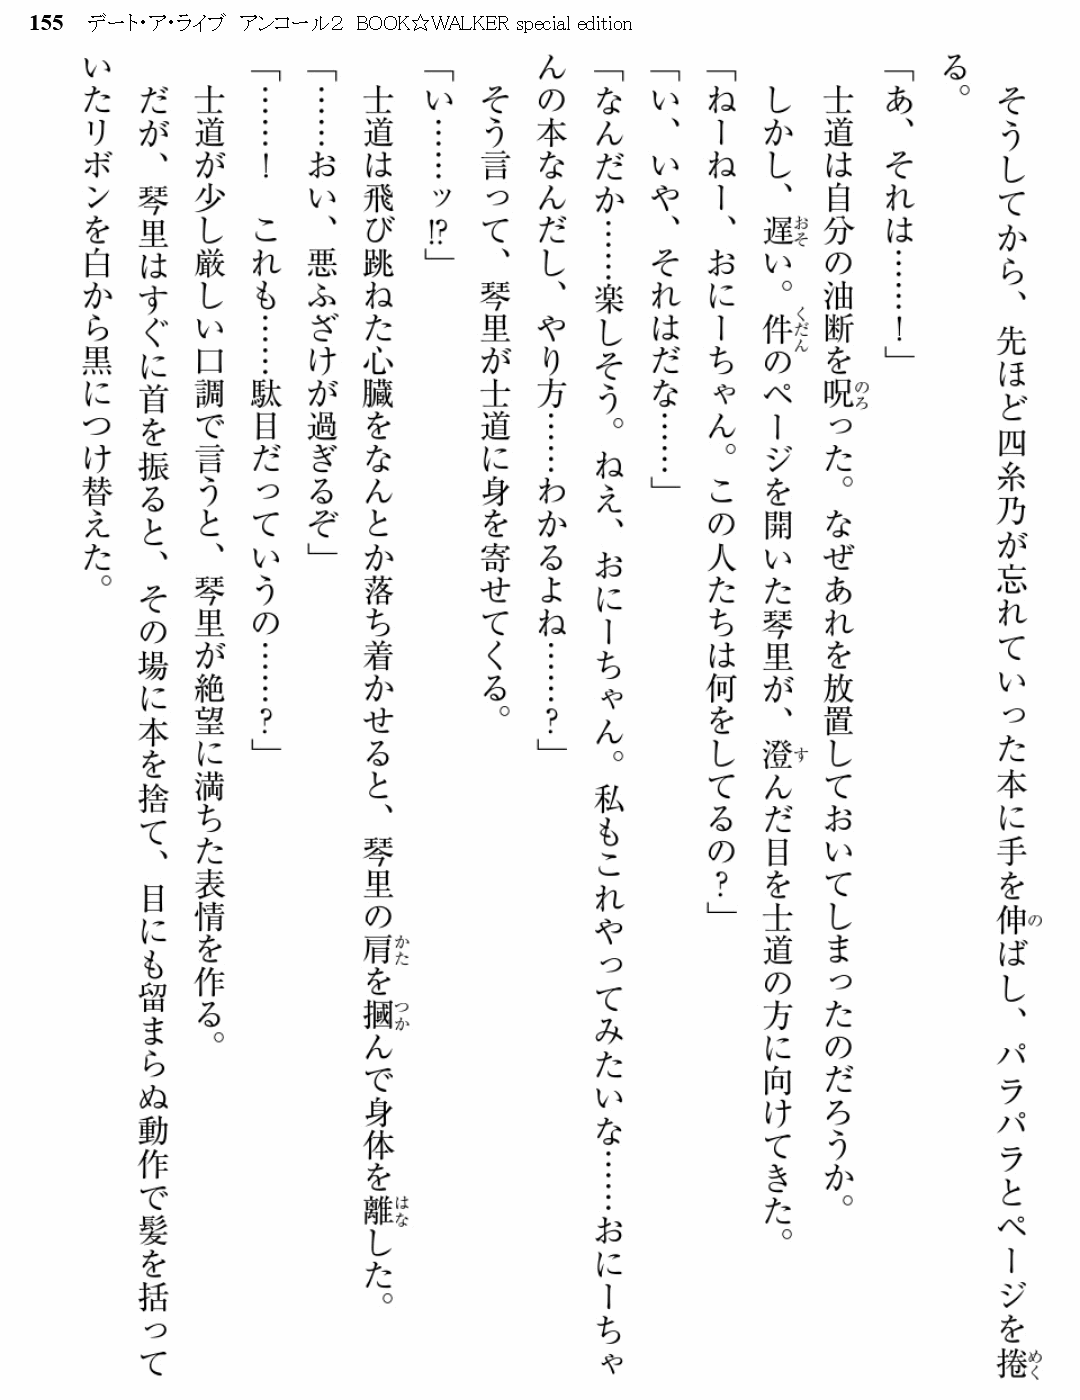 155 デート・ア・ライブ アンコール2 BOOK☆WALKER special edition
そうしてから、先ほど四糸乃が忘れていった本に手を伸ばし、パラパラとページを捲
る。
「あ、それは……！」
士道は自分の油断を呪った。なぜあれを放置しておいてしまったのだろうか。
しかし、遅い。件のページを開いた琴里が、澄んだ目を士道の方に向けてきた。
「ねーねー、おにーちゃん。この人たちは何をしてるの？」
「い、いや、それはだな……」
「なんだか……楽しそう。ねえ、おにーちゃん。私もこれやってみたいな……おにーちゃ
んの本なんだし、やり方……わかるよね……？」
そう言って、琴里が士道に身を寄せてくる。
「い……ッ!?」
士道は飛び跳ねた心臓をなんとか落ち着かせると、琴里の肩を摑んで身体を離した。
「……おい、悪ふざけが過ぎるぞ」
「……！　これも……駄目だっていうの……？」
士道が少し厳しい口調で言うと、琴里が絶望に満ちた表情を作る。
だが、琴里はすぐに首を振ると、その場に本を捨て、目にも留まらぬ動作で髪を括って
いたリボンを白から黒につけ替えた。